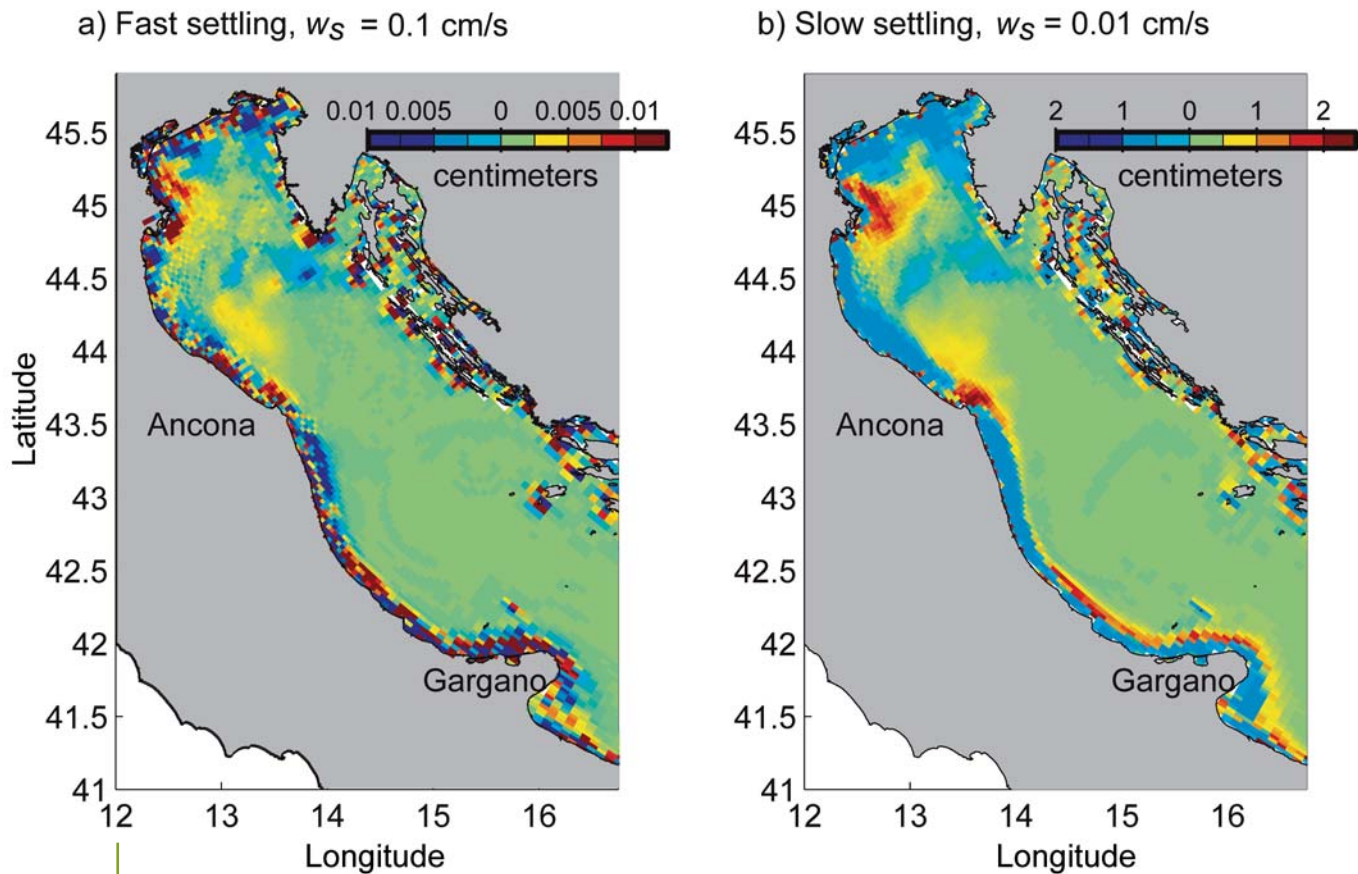 a) Fast settling, wS = 0.1 cm/s
0.01 0.005 0 0.005 0.01
centimeters
45.5
45
44.5
44
43.5
43
42.5
42
41.5
41
Latitude
Ancona
Gargano
12 13 14 15 16
Longitude
b) Slow settling, wS = 0.01 cm/s
2 1 0 1 2
centimeters
45.5
45
44.5
44
43.5
43
42.5
42
41.5
41
Ancona
Gargano
12 13 14 15 16
Longitude